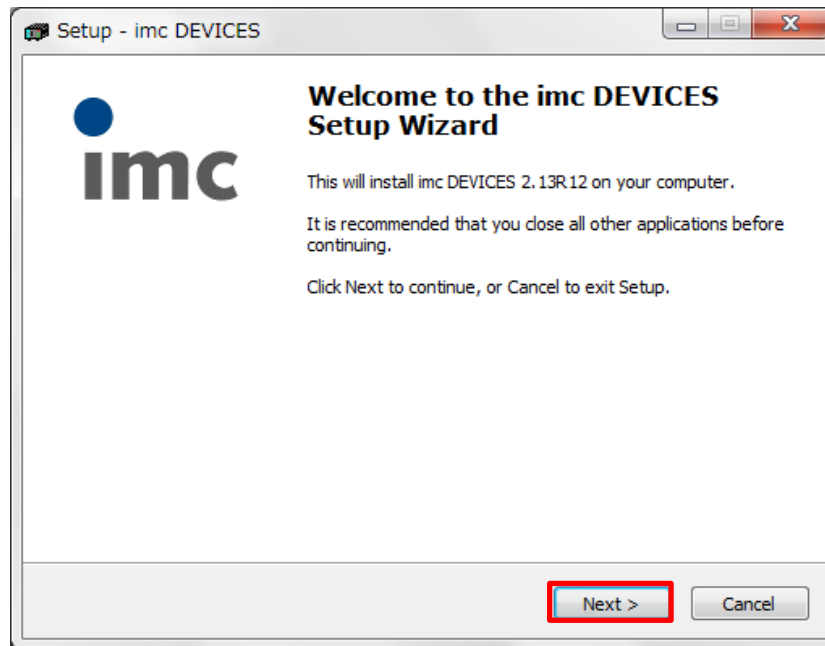 Setup - imc DEVICES
imc
Welcome to the imc DEVICES
Setup Wizard
This will install imc DEVICES 2.13R12 on your computer.
It is recommended that you close all other applications before
continuing.
Click Next to continue, or Cancel to exit Setup.
Next >
Cancel